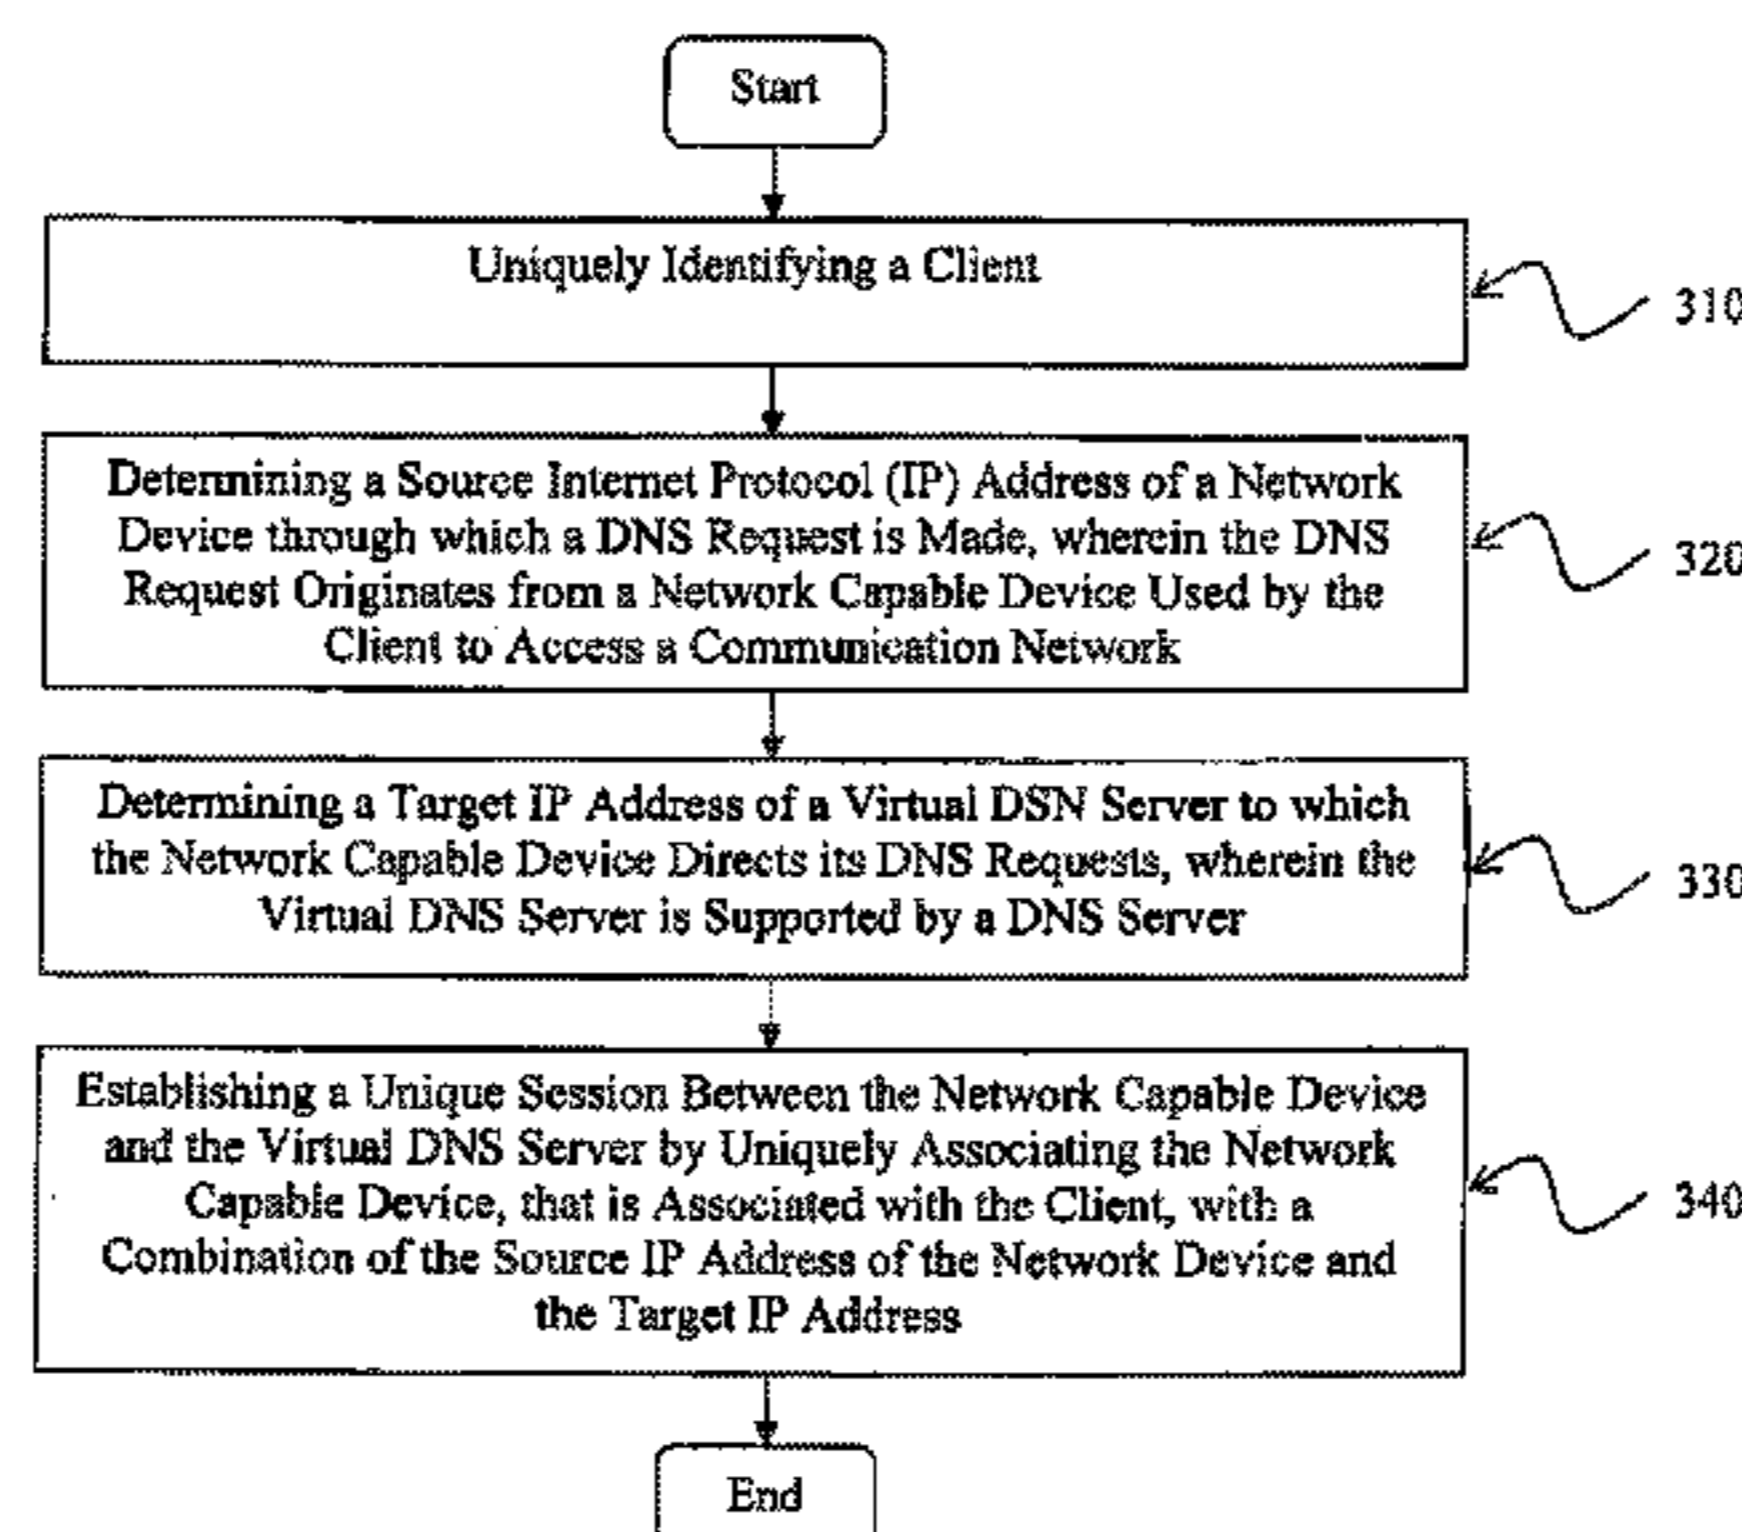 Start
Uniquely Identifying a Client
310
Determining a Source Internet Protocol (IP) Address of a Network
Device through which a DNS Request is Made, wherein the DNS
Request Originates from a Network Capable Device Used by the
Client to Access a Communication Network
320
Determining a Target IP Address of a Virtual DSN Server to which
the Network Capable Device Directs its DNS Requests, wherein the
Virtual DNS Server is Supported by a DNS Server
330
Establishing a Unique Session Between the Network Capable Device
and the Virtual DNS Server by Uniquely Associating the Network
Capable Device, that is Associated with the Client, with a
Combination of the Source IP Address of the Network Device and
the Target IP Address
340
End